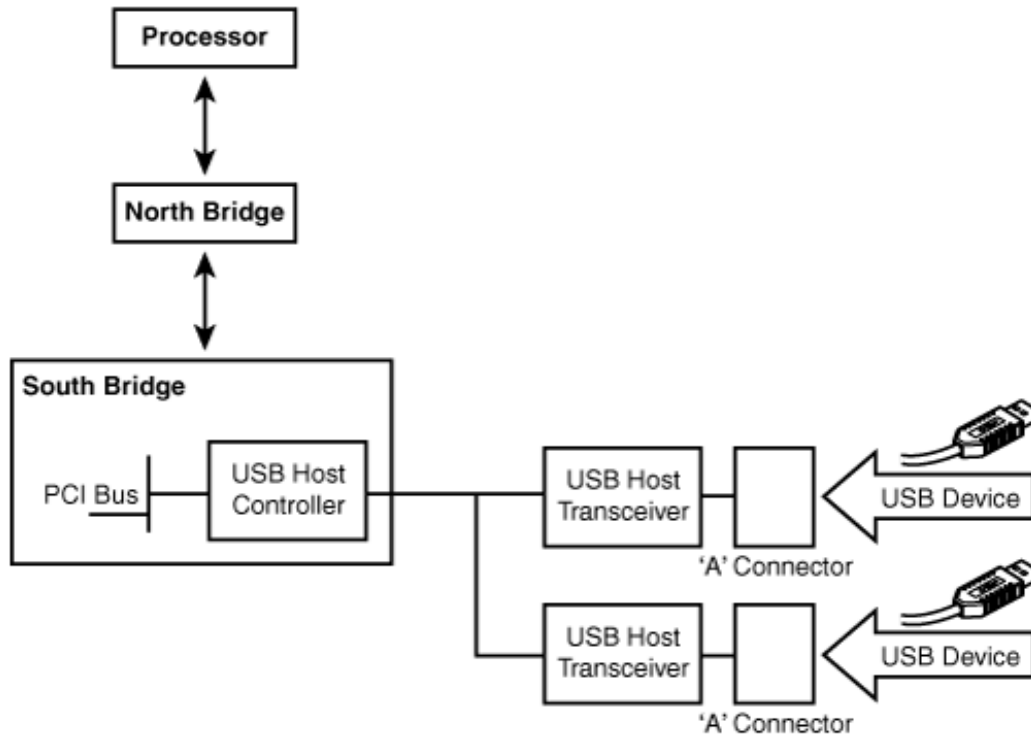 Processor
North Bridge
South Bridge
PCI Bus
USB Host
Controller
USB Host
Transceiver
'A' Connector
USB Device
USB Host
Transceiver
'A' Connector
USB Device